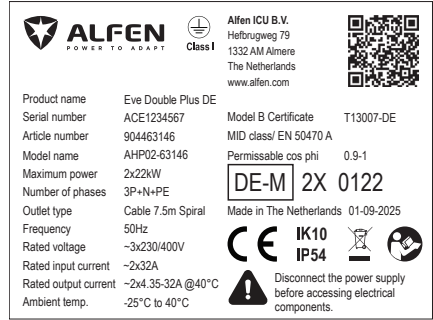 ALFEN
POWER TO ADAPT
Class I
Alfen ICU B.V.
Hefbrugweg 79
1332 AM Almere
The Netherlands
www.alfen.com
Product name Eve Double Plus DE
Serial number ACE1234567
Article number 904463146
Model name AHP02-63146
Maximum power 2x22kW
Number of phases 3P+N+PE
Outlet type Cable 7.5m Spiral
Frequency 50Hz
Rated voltage ~3x230/400V
Rated input current ~2x32A
Rated output current ~2x4.35-32A @40°C
Ambient temp. -25°C to 40°C
Model B Certificate T13007-DE
MID class/ EN 50470 A
Permissable cos phi 0.9-1
DE-M 2X 0122
Made in The Netherlands 01-09-2025
CE IK10
IP54
Disconnect the power supply
before accessing electrical
components.